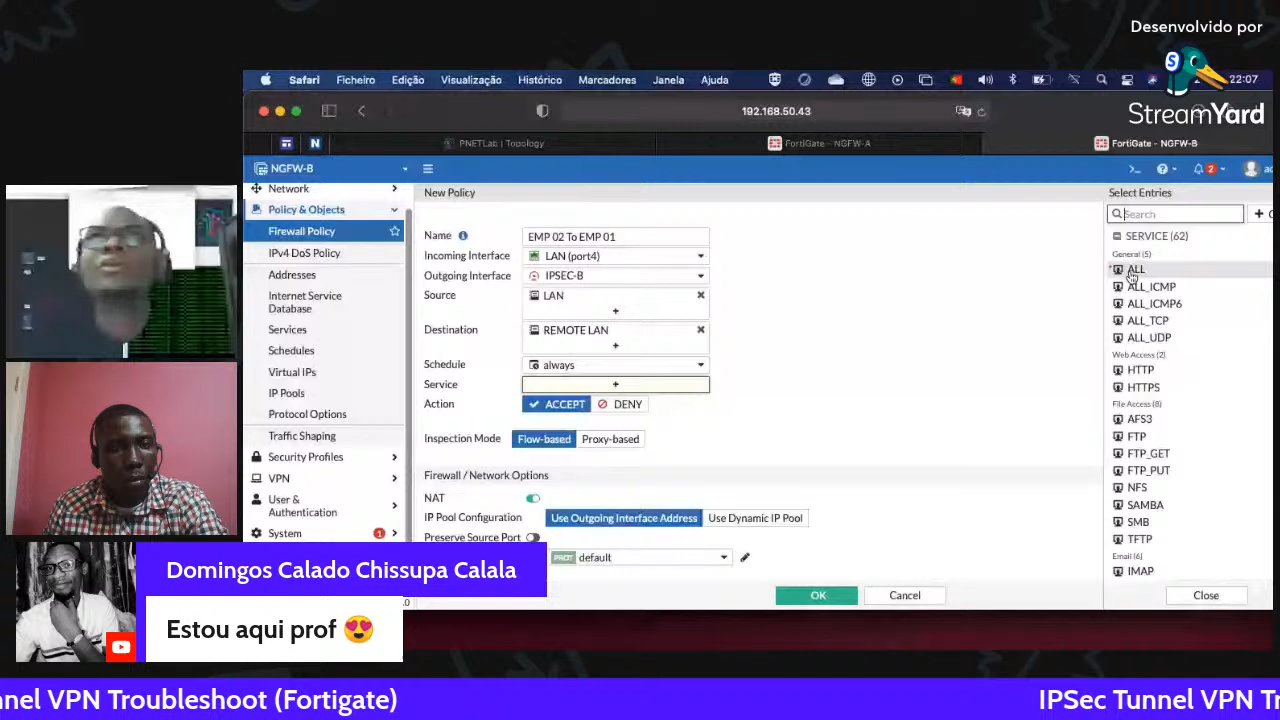 Desenvolvido por
StreamYard
Safari Ficheiro Edição Visualização Histórico Marcadores Janela Ajuda 22:07
192.168.50.43
PNETLab | Topology
FortiGate - NGFW-A
FortiGate - NGFW-B
NGFW-B
2
Network
Policy & Objects
Firewall Policy
IPv4 DoS Policy
Addresses
Internet Service
Database
Services
Schedules
Virtual IPs
IP Pools
Protocol Options
Traffic Shaping
Security Profiles
VPN
User &
Authentication
System 1
New Policy
Name EMP 02 To EMP 01
Incoming Interface LAN (port4)
Outgoing Interface IPSEC-B
Source LAN
+
Destination REMOTE LAN
+
Schedule always
Service +
Action ACCEPT DENY
Inspection Mode Flow-based Proxy-based
Firewall / Network Options
NAT
IP Pool Configuration Use Outgoing Interface Address Use Dynamic IP Pool
Preserve Source Port
PROT default
OK Cancel
Select Entries
Search
SERVICE (62)
General (5)
ALL
ALL_ICMP
ALL_ICMP6
ALL_TCP
ALL_UDP
Web Access (2)
HTTP
HTTPS
File Access (8)
AFS3
FTP
FTP_GET
FTP_PUT
NFS
SAMBA
SMB
TFTP
Email (6)
IMAP
Close
Domingos Calado Chissupa Calala
Estou aqui prof 😍
nnel VPN Troubleshoot (Fortigate)
IPSec Tunnel VPN Tr